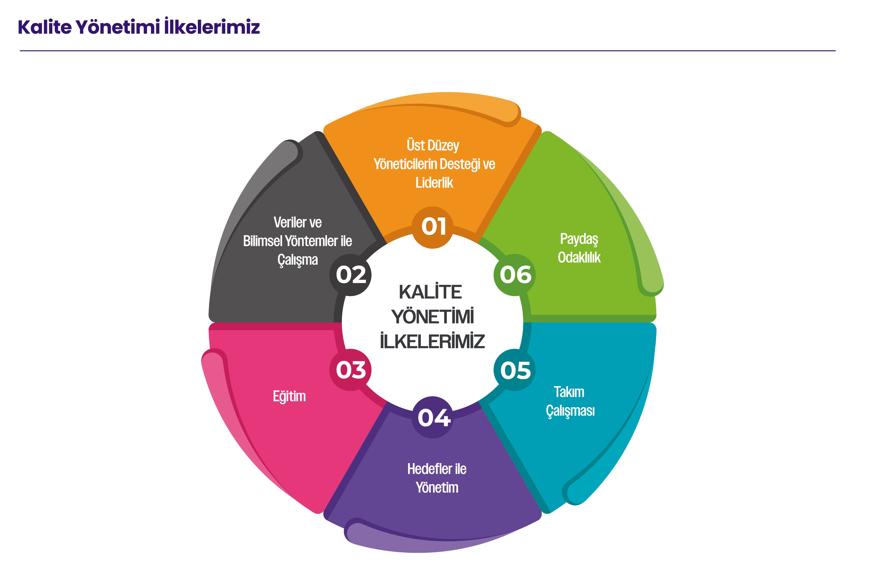 Kalite Yönetimi İlkelerimiz
Üst Düzey
Yöneticilerin Desteği ve
Liderlik
01
Veriler ve
Bilimsel Yöntemler ile
Çalışma
02
Eğitim
03
Hedefler ile
Yönetim
04
Takım
Çalışması
05
Paydaş
Odaklılık
06
KALİTE
YÖNETİMİ
İLKELERİMİZ